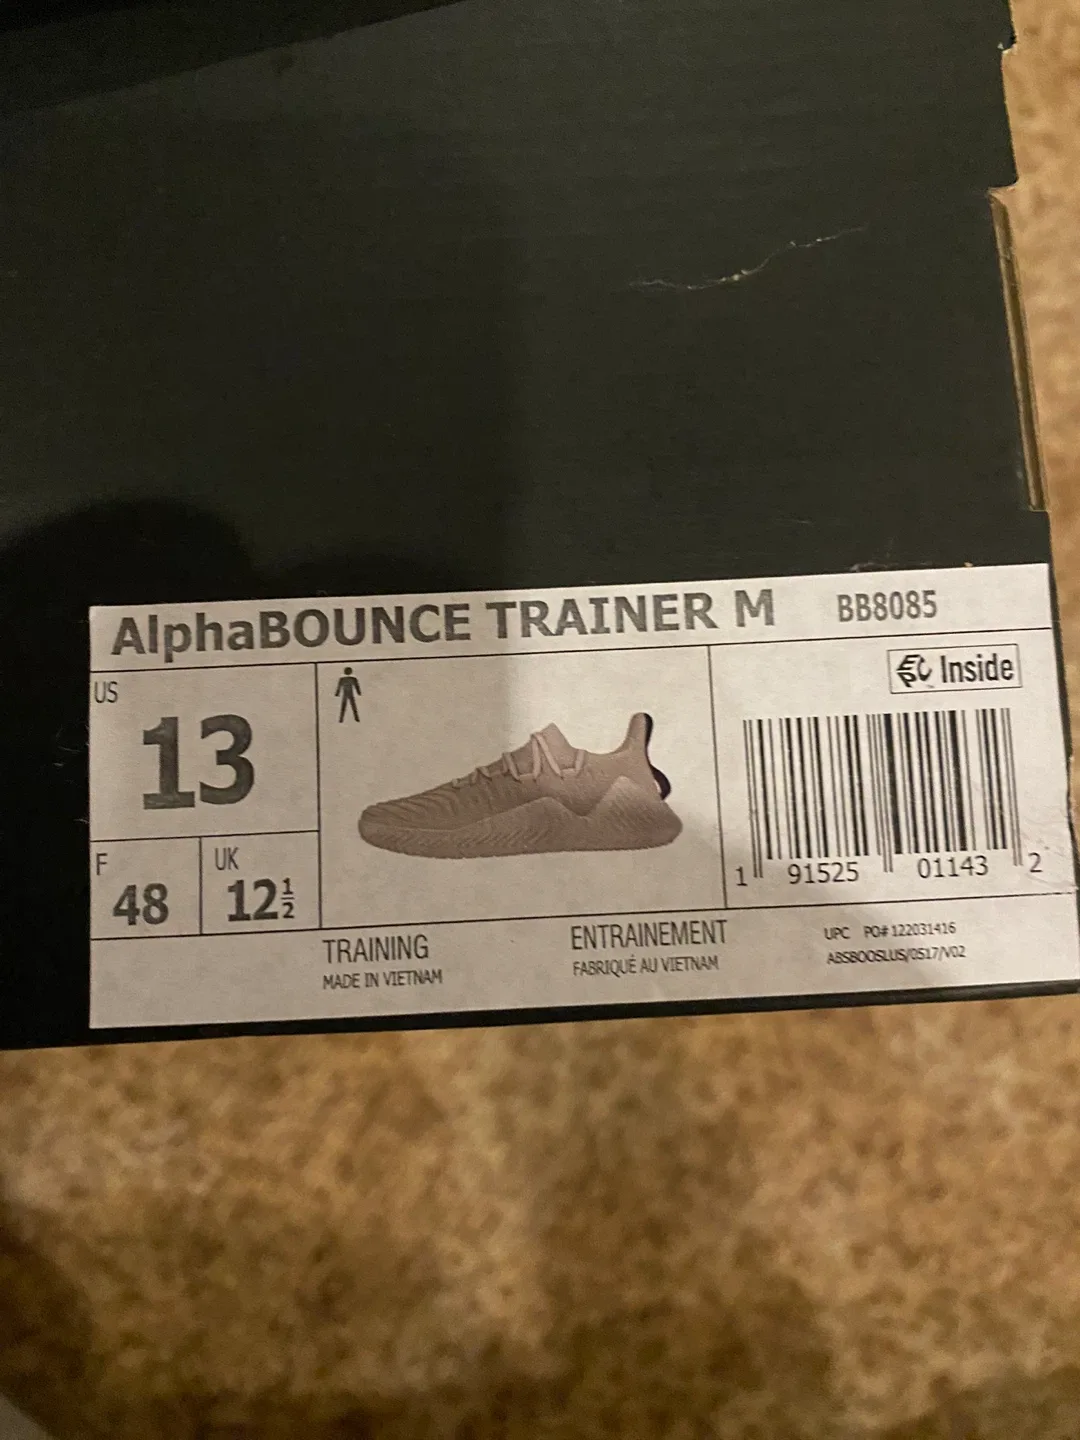 AlphaBOUNCE TRAINER M BB8085
US
13
EPC Inside
F
48
UK
12½
1 91525 01143 2
TRAINING
MADE IN VIETNAM
ENTRAINEMENT
FABRIQUÉ AU VIETNAM
UPC PO# 122031416
ABSBOOSLUS/0517/V02